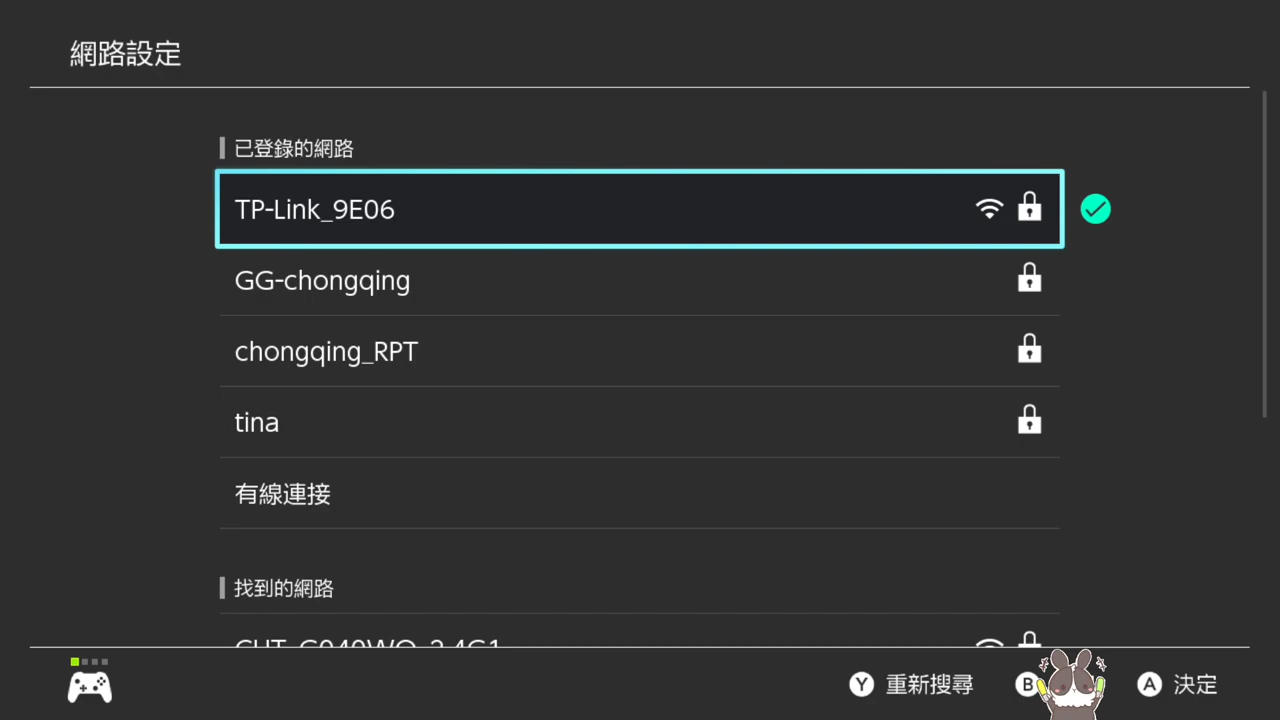 網路設定
已登錄的網路
TP-Link_9E06
GG-chongqing
chongqing_RPT
tina
有線連接
找到的網路
Y 重新搜尋
B
A 決定